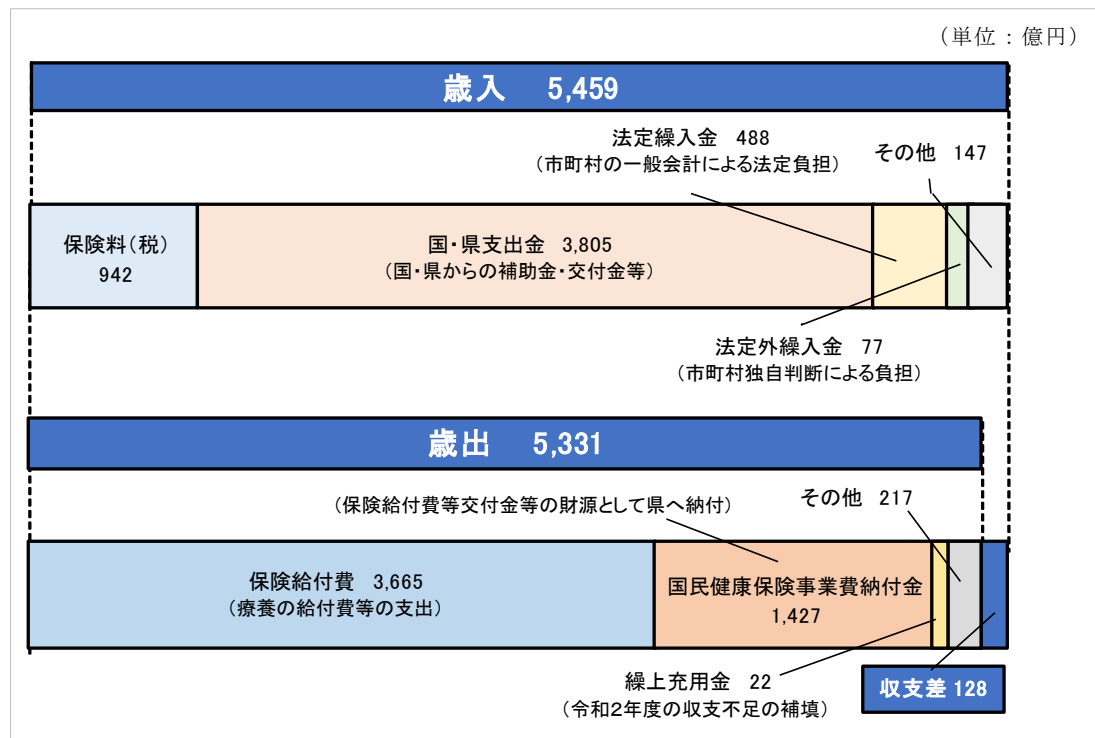 (単位：億円)
歳入 5,459
法定繰入金 488
(市町村の一般会計による法定負担)
その他 147
保険料(税)
942
国・県支出金 3,805
(国・県からの補助金・交付金等)
法定外繰入金 77
(市町村独自判断による負担)
歳出 5,331
(保険給付費等交付金等の財源として県へ納付)
その他 217
保険給付費 3,665
(療養の給付費等の支出)
国民健康保険事業費納付金
1,427
繰上充用金 22
(令和2年度の収支不足の補填)
収支差 128